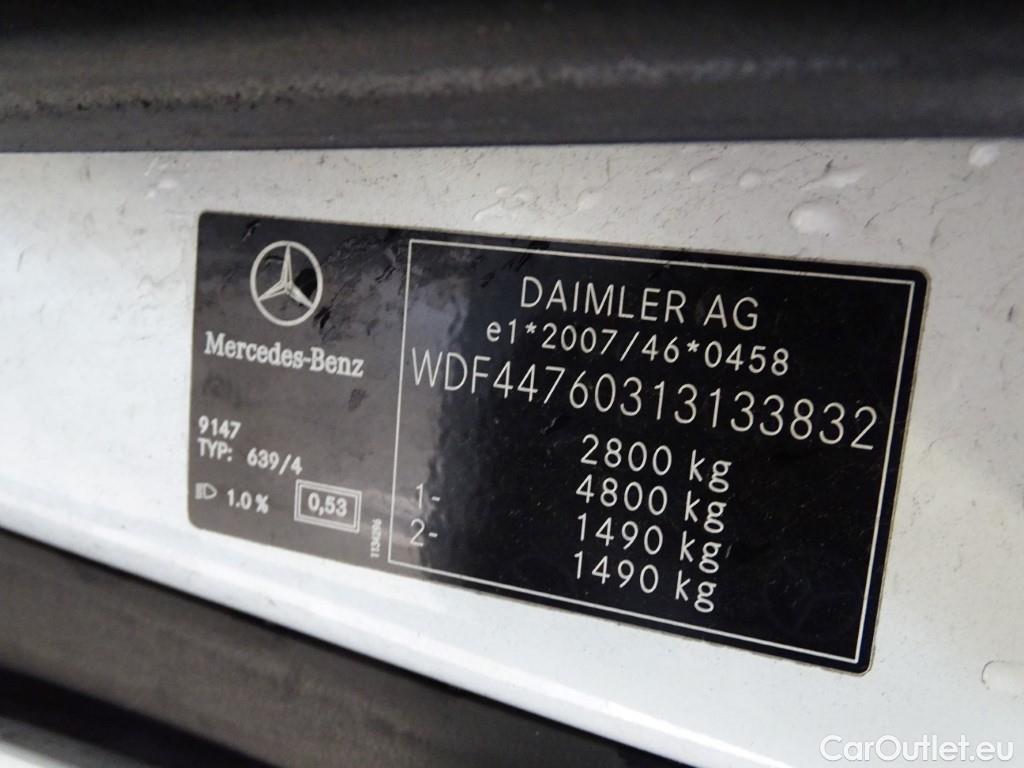 Mercedes-Benz
9147
TYP: 639/4
1.0%
0,53
1134206
DAIMLER AG
e1*2007/46*0458
WDF44760313133832
2800 kg
1- 4800 kg
2- 1490 kg
1490 kg
CarOutlet.eu